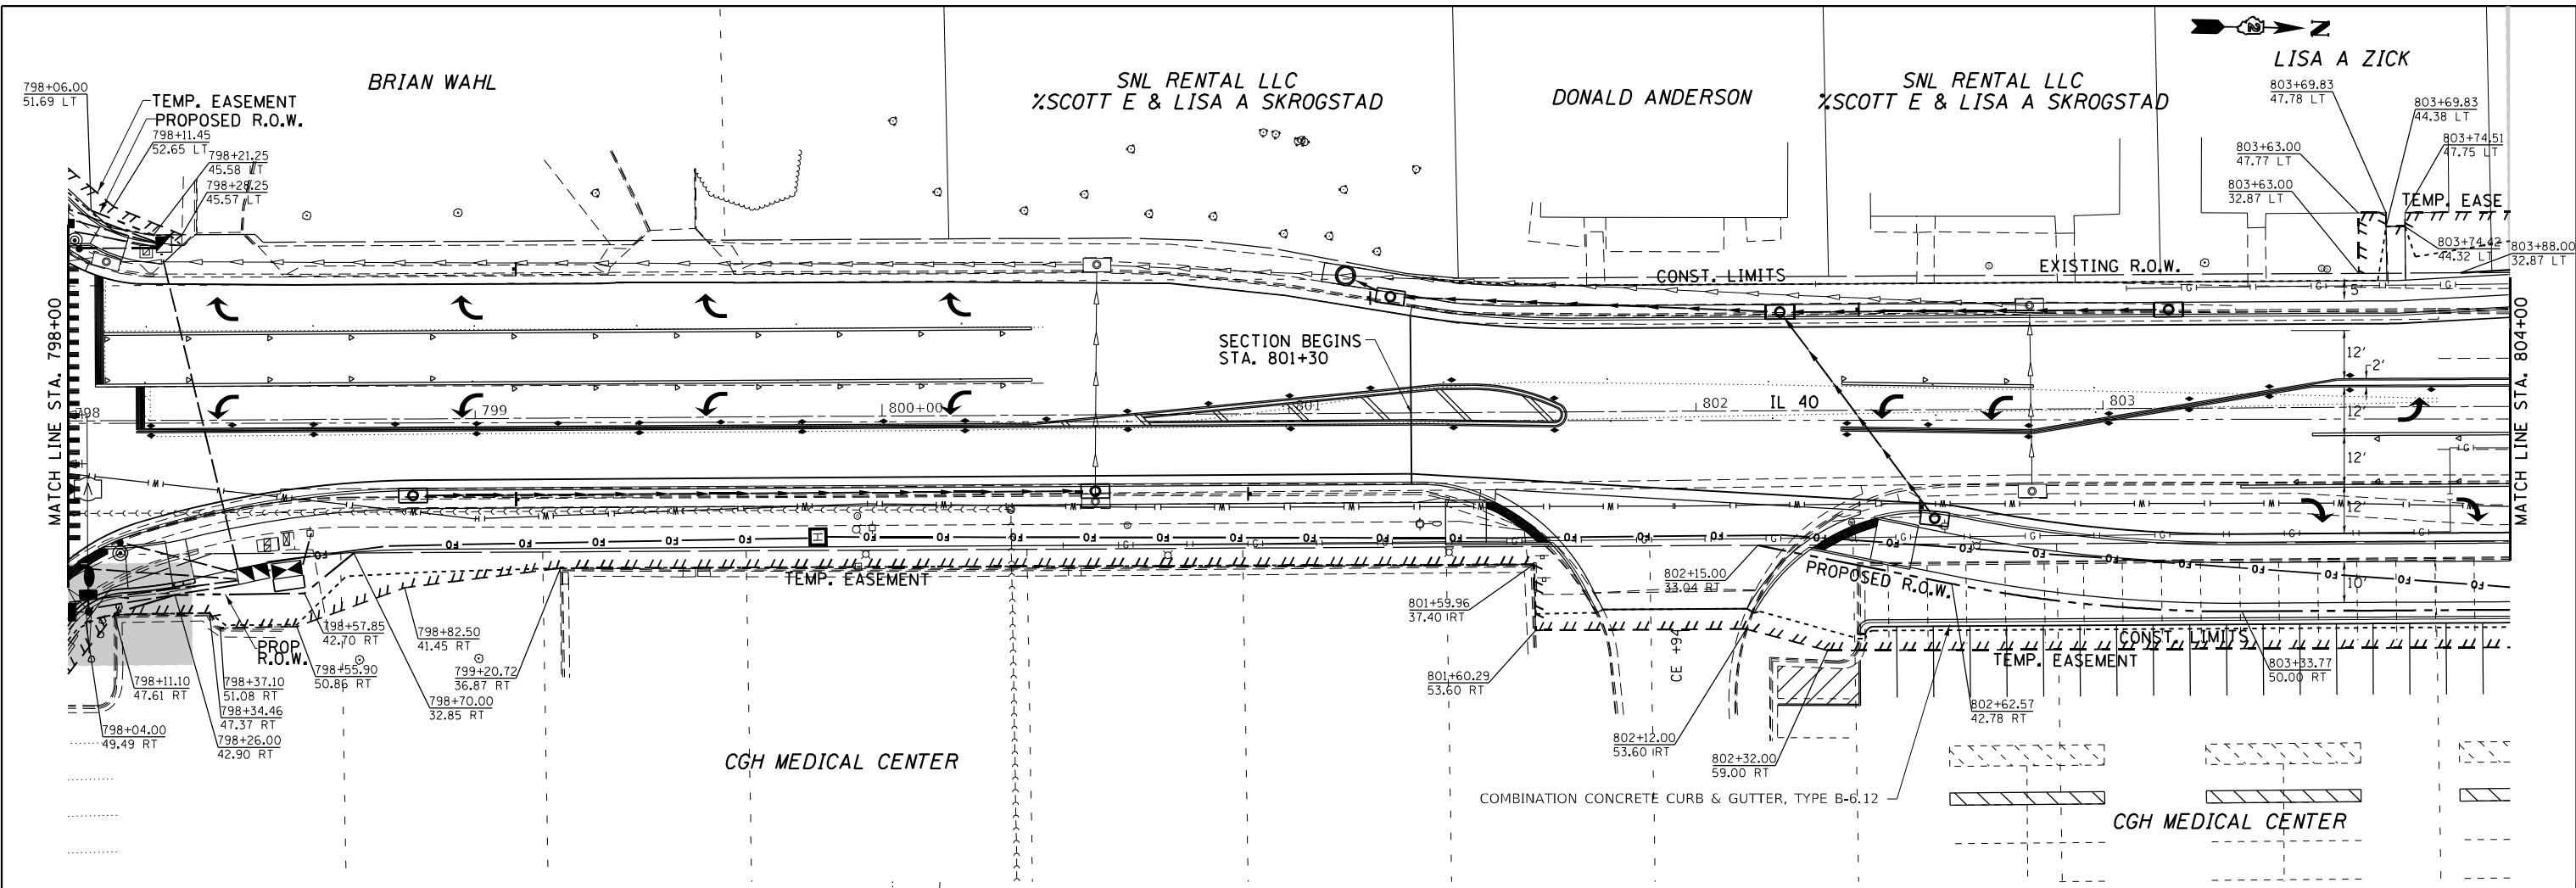 N
BRIAN WAHL
SNL RENTAL LLC
%SCOTT E & LISA A SKROGSTAD
DONALD ANDERSON
SNL RENTAL LLC
%SCOTT E & LISA A SKROGSTAD
LISA A ZICK
798+06.00
51.69 LT
TEMP. EASEMENT
PROPOSED R.O.W.
798+11.45
52.65 LT
798+21.25
45.58 LT
798+28.25
45.57 LT
803+69.83
47.78 LT
803+69.83
44.38 LT
803+74.51
47.75 LT
803+63.00
47.77 LT
803+63.00
32.87 LT
TEMP. EASE
803+74.42
44.32 LT
803+88.00
32.87 LT
CONST. LIMITS
EXISTING R.O.W.
5'
MATCH LINE STA. 798+00
MATCH LINE STA. 804+00
SECTION BEGINS
STA. 801+30
12'
2'
12'
12'
12'
10'
798
799
800+00
801
802
IL 40
803
TEMP. EASEMENT
PROP.
R.O.W.
798+57.85
42.70 RT
798+82.50
41.45 RT
798+55.90
50.86 RT
799+20.72
36.87 RT
798+70.00
32.85 RT
798+11.10
47.61 RT
798+37.10
51.08 RT
798+34.46
47.37 RT
798+04.00
49.49 RT
798+26.00
42.90 RT
801+59.96
37.40 RT
801+60.29
53.60 RT
802+15.00
33.04 RT
PROPOSED R.O.W.
CE +94
802+12.00
53.60 RT
802+32.00
59.00 RT
802+62.57
42.78 RT
CONST. LIMITS
TEMP. EASEMENT
803+33.77
50.00 RT
CGH MEDICAL CENTER
COMBINATION CONCRETE CURB & GUTTER, TYPE B-6.12
CGH MEDICAL CENTER